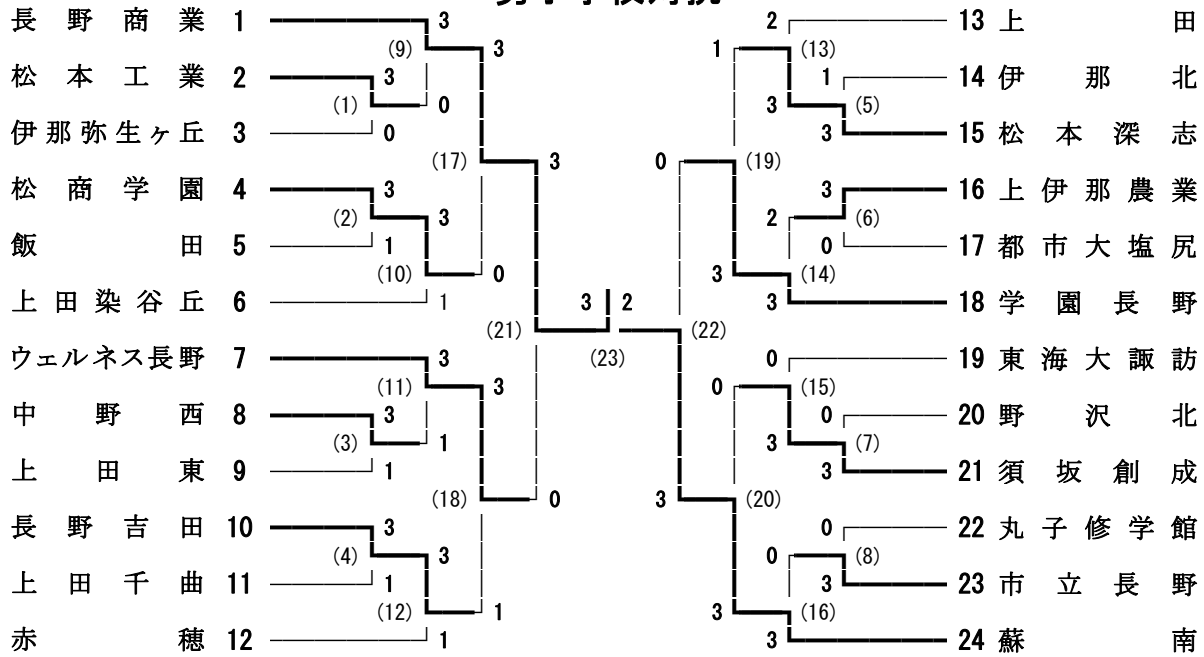 長野商業 1
松本工業 2
伊那弥生ヶ丘 3
松商学園 4
飯田 5
上田染谷丘 6
ウェルネス長野 7
中野西 8
上田東 9
長野吉田 10
上田千曲 11
赤穂 12
3
(9)
3
3
(1)
0
0
(17)
3
3
(2)
3
1
(10)
0
1
(21)
3
(11)
3
3
(3)
1
1
(18)
0
3
(4)
3
1
(12)
1
1
3 2
(23)
2
1
(13)
1
3
(5)
3
0
(19)
3
2
(6)
0
3
(14)
3
(22)
0
0
(15)
0
3
(7)
3
3
(20)
0
0
(8)
3
3
(16)
3
13 上田
14 伊那北
15 松本深志
16 上伊那農業
17 都市大塩尻
18 学園長野
19 東海大諏訪
20 野沢北
21 須坂創成
22 丸子修学館
23 市立長野
24 蘇南